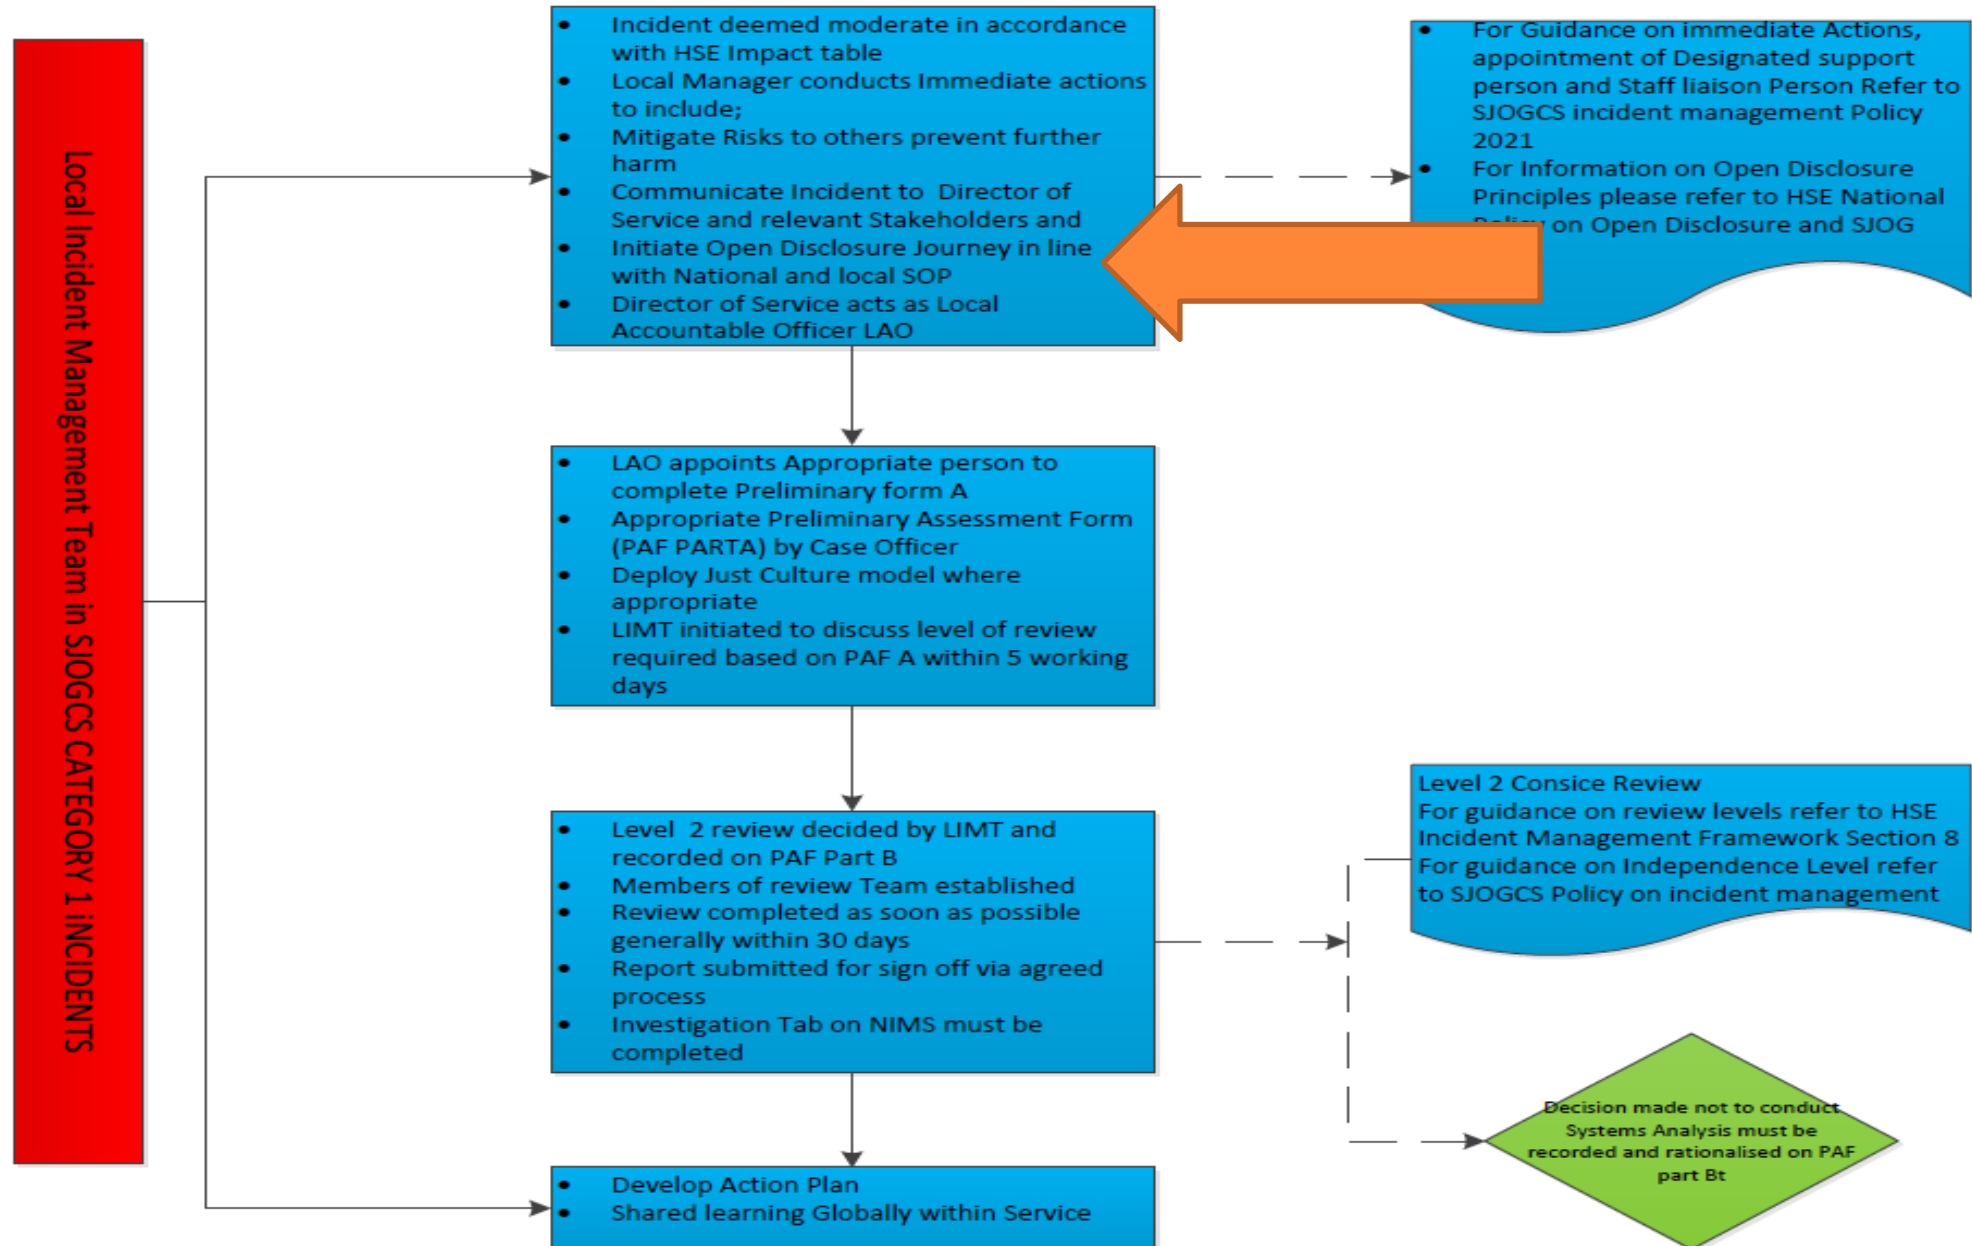 Local Incident Management Team in SJOGCS CATEGORY 1 iNCIDENTS
• Incident deemed moderate in accordance
with HSE Impact table
• Local Manager conducts Immediate actions
to include;
• Mitigate Risks to others prevent further
harm
• Communicate Incident to Director of
Service and relevant Stakeholders and
• Initiate Open Disclosure Journey in line
with National and local SOP
• Director of Service acts as Local
Accountable Officer LAO
• For Guidance on immediate Actions,
appointment of Designated support
person and Staff liaison Person Refer to
SJOGCS incident management Policy
2021
• For Information on Open Disclosure
Principles please refer to HSE National
Policy on Open Disclosure and SJOG
• LAO appoints Appropriate person to
complete Preliminary form A
• Appropriate Preliminary Assessment Form
(PAF PARTA) by Case Officer
• Deploy Just Culture model where
appropriate
• LIMT initiated to discuss level of review
required based on PAF A within 5 working
days
• Level 2 review decided by LIMT and
recorded on PAF Part B
• Members of review Team established
• Review completed as soon as possible
generally within 30 days
• Report submitted for sign off via agreed
process
• Investigation Tab on NIMS must be
completed
Level 2 Consice Review
For guidance on review levels refer to HSE
Incident Management Framework Section 8
For guidance on Independence Level refer
to SJOGCS Policy on incident management
Decision made not to conduct
Systems Analysis must be
recorded and rationalised on PAF
part Bt
• Develop Action Plan
• Shared learning Globally within Service